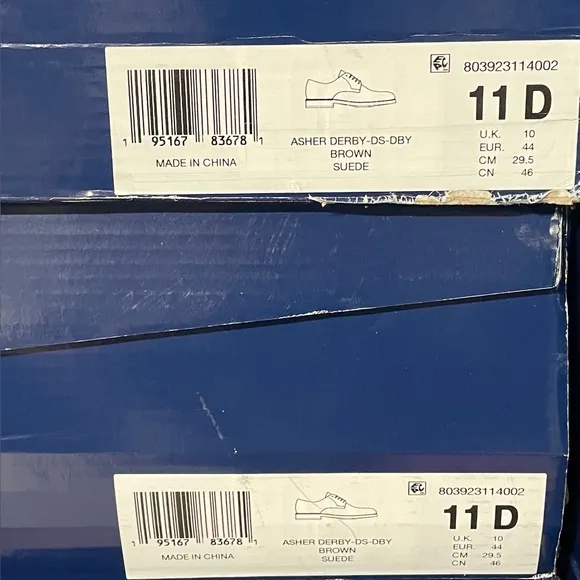 803923114002
11 D
1 95167 83678 1
MADE IN CHINA
ASHER DERBY-DS-DBY
BROWN
SUEDE
U.K. 10
EUR. 44
CM 29.5
CN 46
803923114002
11 D
1 95167 83678 1
MADE IN CHINA
ASHER DERBY-DS-DBY
BROWN
SUEDE
U.K. 10
EUR. 44
CM 29.5
CN 46